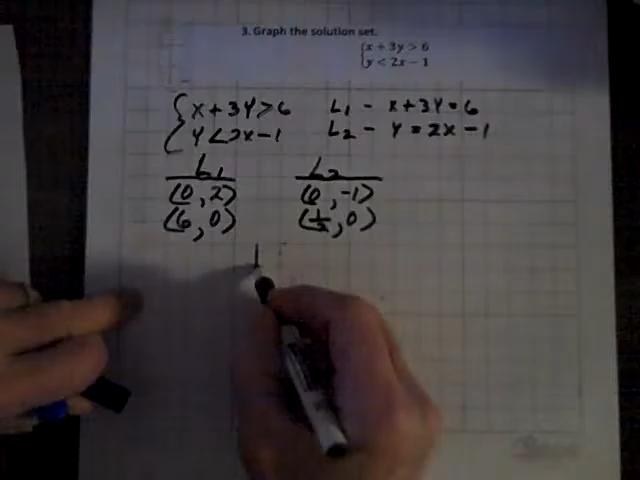 3. Graph the solution set.
{x + 3y > 6
{y < 2x − 1
{ x + 3y > 6 L₁ - x + 3y = 6
{ y < 2x − 1 L₂ - y = 2x − 1
L₁ L₂
(0, 2) (0, -1)
(6, 0) (1/2, 0)